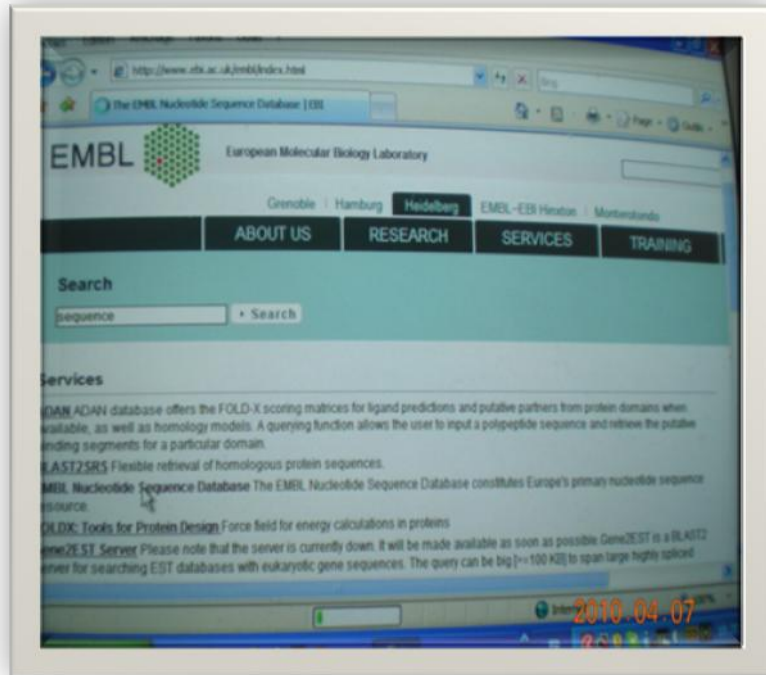 Edition Affichage Favoris Outils
http://www.ebi.ac.uk/embl/index.html
Bing
The EMBL Nucleotide Sequence Database | EBI
Page
Outils
EMBL
European Molecular Biology Laboratory
Grenoble | Hamburg Heidelberg EMBL-EBI Hinxton | Monterotondo
ABOUT US RESEARCH SERVICES TRAINING
Search
sequence
Search
Services
ADAN ADAN database offers the FOLD-X scoring matrices for ligand predictions and putative partners from protein domains when
available, as well as homology models. A querying function allows the user to input a polypeptide sequence and retrieve the putative
binding segments for a particular domain.
BLAST2SRS Flexible retrieval of homologous protein sequences.
EMBL Nucleotide Sequence Database The EMBL Nucleotide Sequence Database constitutes Europe's primary nucleotide sequence
resource.
FOLDX: Tools for Protein Design Force field for energy calculations in proteins
Gene2EST Server Please note that the server is currently down. It will be made available as soon as possible Gene2EST is a BLAST2
server for searching EST databases with eukaryotic gene sequences. The query can be big [>=100 KB] to span large highly spliced
2010.04.07